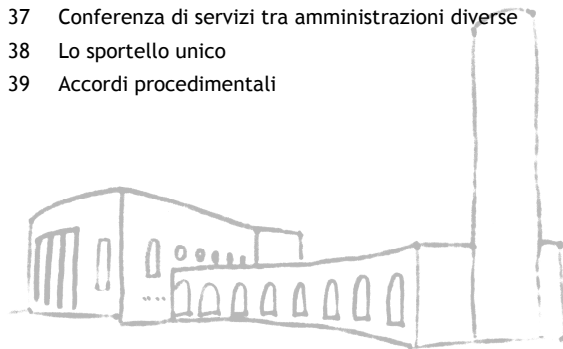 37 Conferenza di servizi tra amministrazioni diverse
38 Lo sportello unico
39 Accordi procedimentali